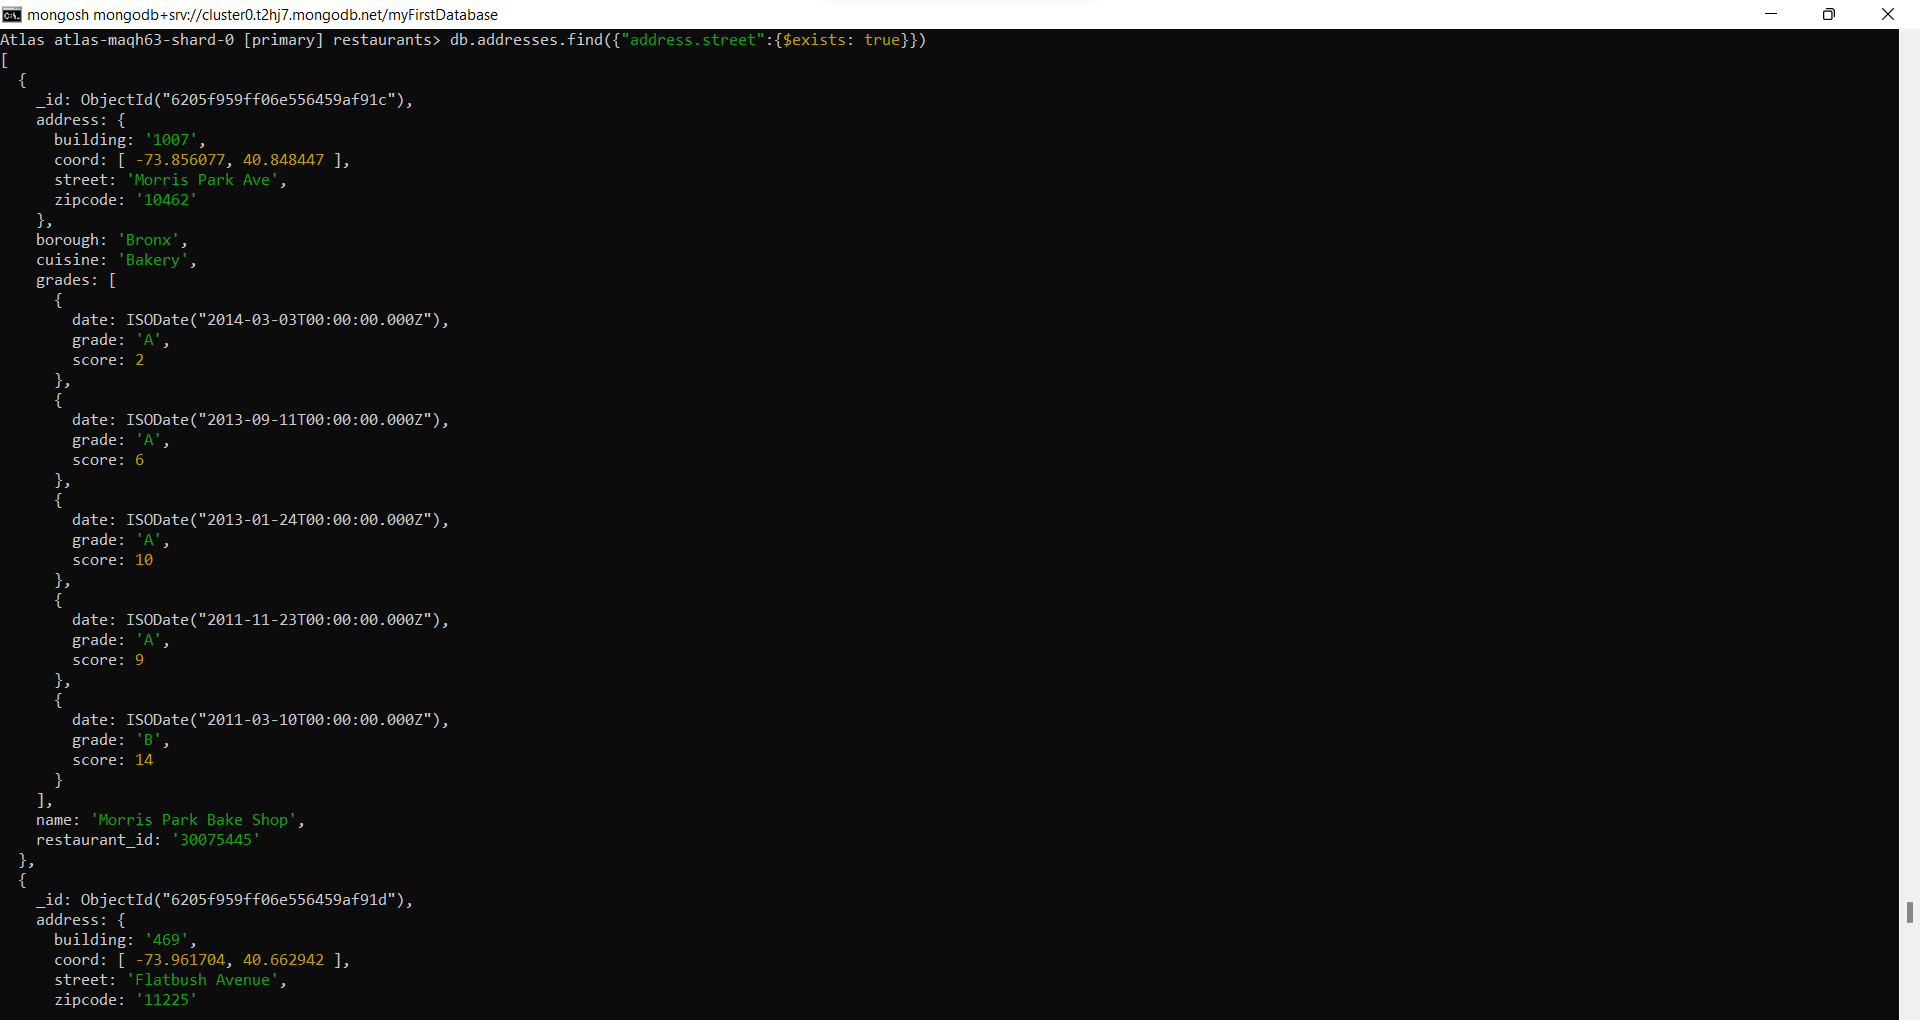 mongosh mongodb+srv://cluster0.t2hj7.mongodb.net/myFirstDatabase
Atlas atlas-maqh63-shard-0 [primary] restaurants> db.addresses.find({"address.street":{$exists: true}})
[
  {
    _id: ObjectId("6205f959ff06e556459af91c"),
    address: {
      building: '1007',
      coord: [ -73.856077, 40.848447 ],
      street: 'Morris Park Ave',
      zipcode: '10462'
    },
    borough: 'Bronx',
    cuisine: 'Bakery',
    grades: [
      {
        date: ISODate("2014-03-03T00:00:00.000Z"),
        grade: 'A',
        score: 2
      },
      {
        date: ISODate("2013-09-11T00:00:00.000Z"),
        grade: 'A',
        score: 6
      },
      {
        date: ISODate("2013-01-24T00:00:00.000Z"),
        grade: 'A',
        score: 10
      },
      {
        date: ISODate("2011-11-23T00:00:00.000Z"),
        grade: 'A',
        score: 9
      },
      {
        date: ISODate("2011-03-10T00:00:00.000Z"),
        grade: 'B',
        score: 14
      }
    ],
    name: 'Morris Park Bake Shop',
    restaurant_id: '30075445'
  },
  {
    _id: ObjectId("6205f959ff06e556459af91d"),
    address: {
      building: '469',
      coord: [ -73.961704, 40.662942 ],
      street: 'Flatbush Avenue',
      zipcode: '11225'